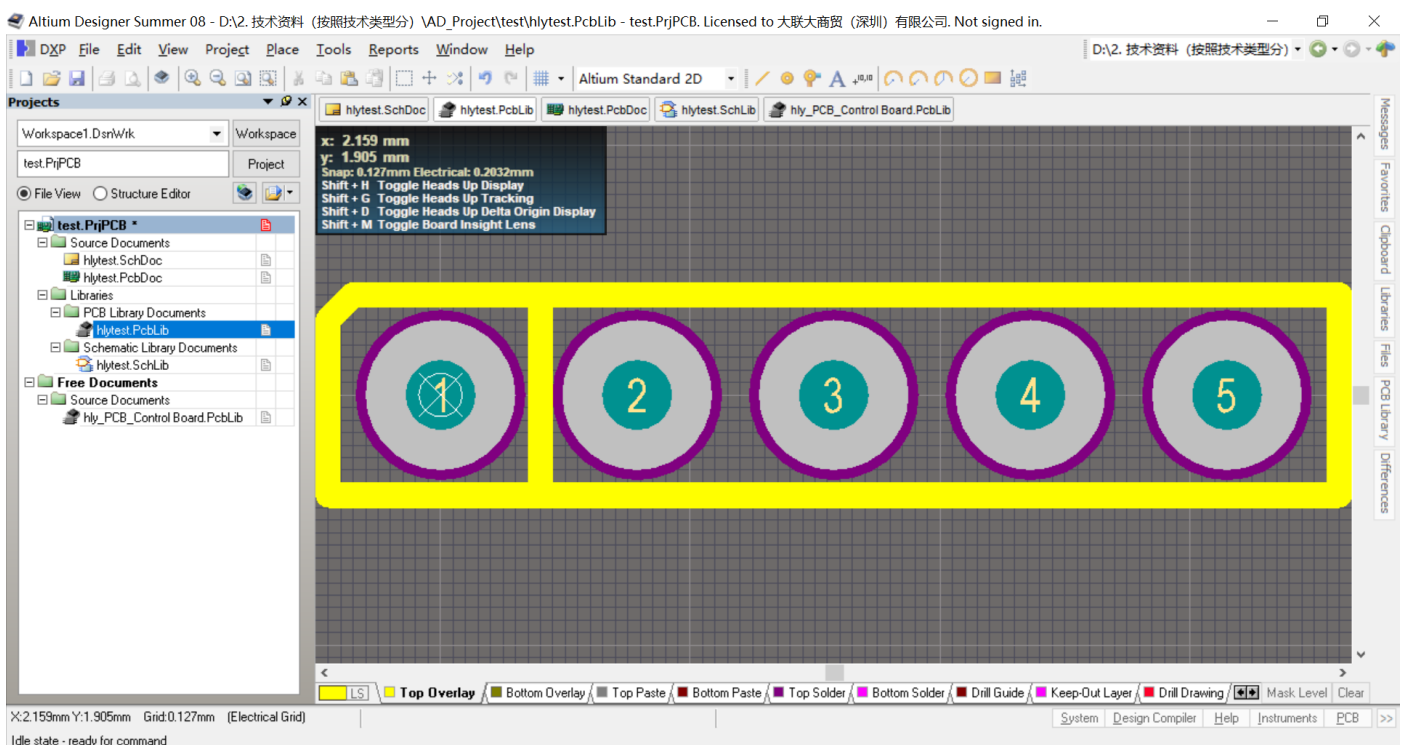 Altium Designer Summer 08 - D:\2. 技术资料（按照技术类型分）\AD_Project\test\hlytest.PcbLib - test.PrjPCB. Licensed to 大联大商贸（深圳）有限公司. Not signed in.
DXP File Edit View Project Place Tools Reports Window Help D:\2. 技术资料（按照技术类型分）
Altium Standard 2D
Projects
hlytest.SchDoc hlytest.PcbLib hlytest.PcbDoc hlytest.SchLib hly_PCB_Control Board.PcbLib
Workspace1.DsnWrk Workspace
test.PrjPCB Project
File View Structure Editor
test.PrjPCB *
Source Documents
hlytest.SchDoc
hlytest.PcbDoc
Libraries
PCB Library Documents
hlytest.PcbLib
Schematic Library Documents
hlytest.SchLib
Free Documents
Source Documents
hly_PCB_Control Board.PcbLib
x: 2.159 mm
y: 1.905 mm
Snap: 0.127mm Electrical: 0.2032mm
Shift + H Toggle Heads Up Display
Shift + G Toggle Heads Up Tracking
Shift + D Toggle Heads Up Delta Origin Display
Shift + M Toggle Board Insight Lens
1 2 3 4 5
Messages
Favorites
Clipboard
Libraries
Files
PCB Library
Differences
LS Top Overlay Bottom Overlay Top Paste Bottom Paste Top Solder Bottom Solder Drill Guide Keep-Out Layer Drill Drawing Mask Level Clear
X:2.159mm Y:1.905mm Grid:0.127mm (Electrical Grid) System Design Compiler Help Instruments PCB >>
Idle state - ready for command